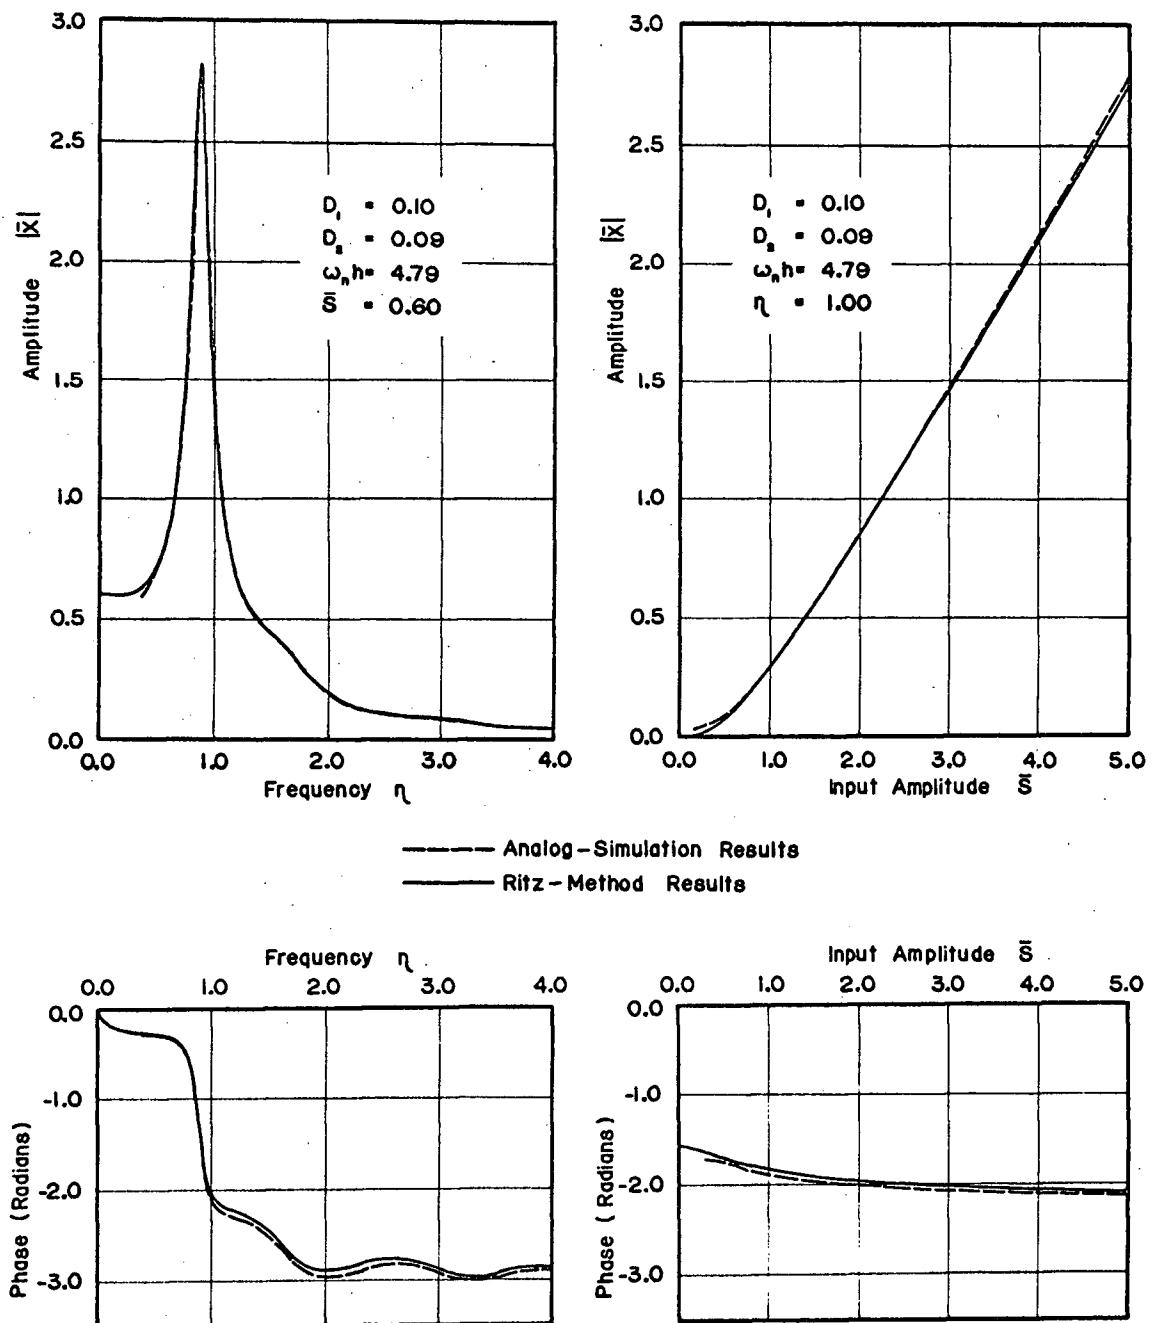 3.0
2.5
2.0
1.5
1.0
0.5
0.0
Amplitude |x̄|
D₁ = 0.10
D₂ = 0.09
ωₙh= 4.79
S̄ = 0.60
0.0 1.0 2.0 3.0 4.0
Frequency η
3.0
2.5
2.0
1.5
1.0
0.5
0.0
Amplitude |x̄|
D₁ = 0.10
D₂ = 0.09
ωₙh= 4.79
η = 1.00
0.0 1.0 2.0 3.0 4.0 5.0
Input Amplitude S̄
Analog-Simulation Results
Ritz-Method Results
Frequency η
0.0 1.0 2.0 3.0 4.0
0.0
-1.0
-2.0
-3.0
Phase (Radians)
Input Amplitude S̄
0.0 1.0 2.0 3.0 4.0 5.0
0.0
-1.0
-2.0
-3.0
Phase (Radians)